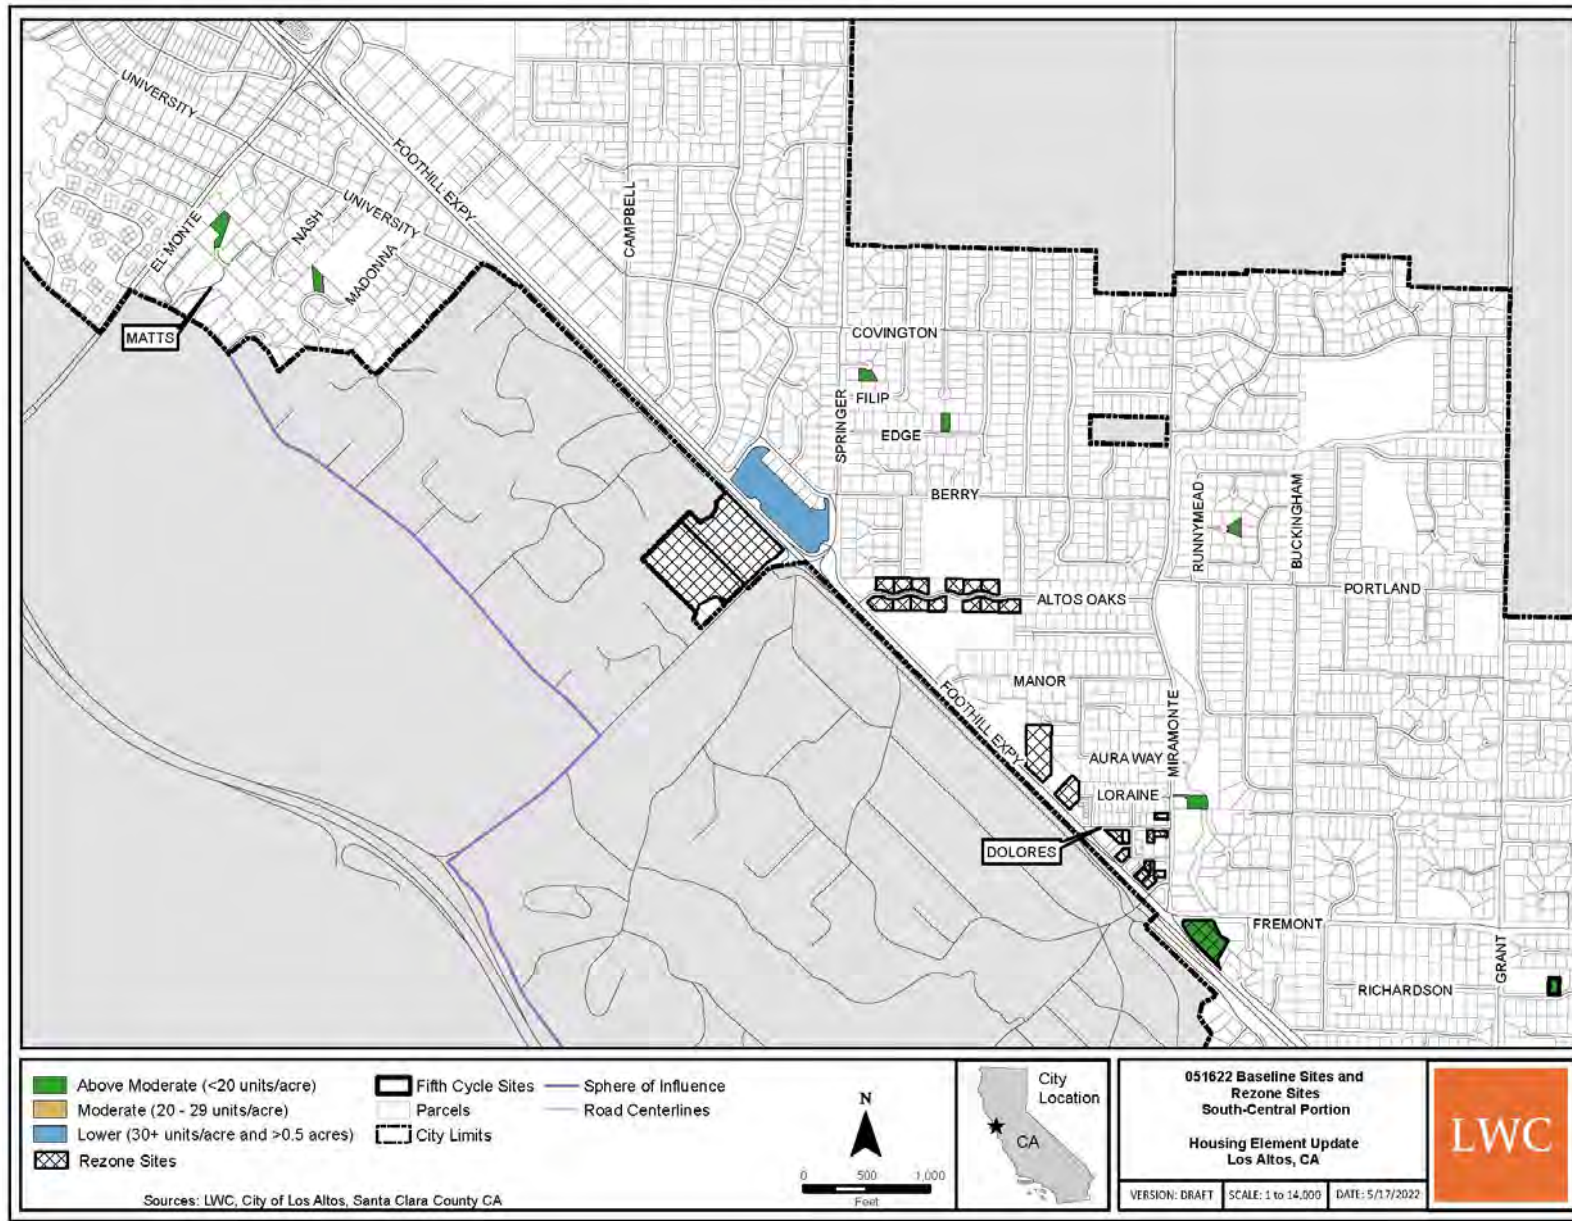 UNIVERSITY
FOOTHILL EXPY
CAMPBELL
EL MONTE
NASH
UNIVERSITY
MADONNA
MATTS
COVINGTON
SPRINGER
FILIP
EDGE
BERRY
RUNNYMEAD
BUCKINGHAM
PORTLAND
ALTOS OAKS
MANOR
FOOTHILL EXPY
AURA WAY
MIRAMONTE
LORAINE
DOLORES
FREMONT
GRANT
RICHARDSON
Above Moderate (<20 units/acre)
Moderate (20 - 29 units/acre)
Lower (30+ units/acre and >0.5 acres)
Rezone Sites
Fifth Cycle Sites
Parcels
City Limits
Sphere of Influence
Road Centerlines
Sources: LWC, City of Los Altos, Santa Clara County CA
N
0 500 1,000
Feet
City
Location
CA
051622 Baseline Sites and
Rezone Sites
South-Central Portion
Housing Element Update
Los Altos, CA
VERSION: DRAFT
SCALE: 1 to 14,000
DATE: 5/17/2022
LWC